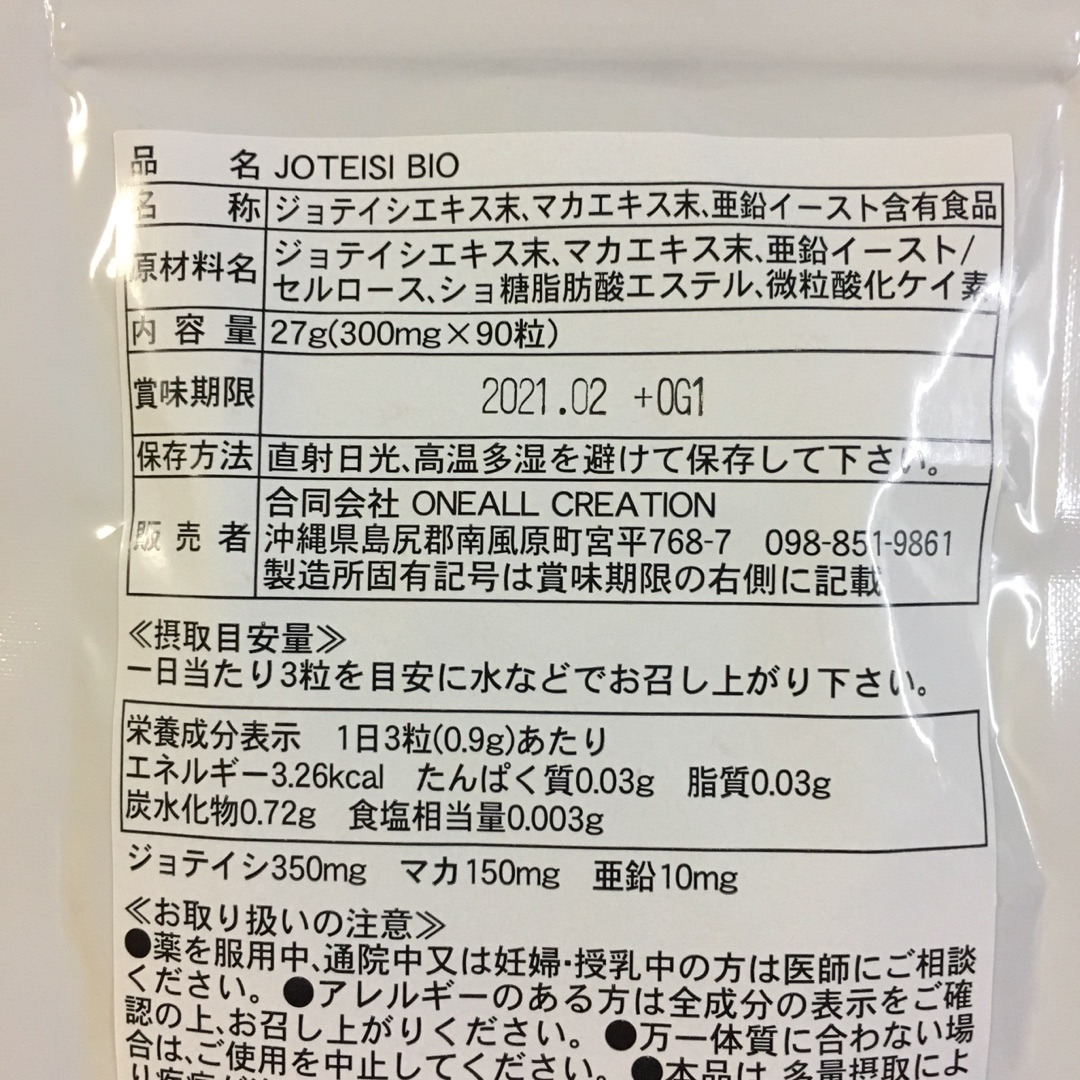 品名 JOTEISI BIO
名称 ジョテイシエキス末、マカエキス末、亜鉛イースト含有食品
原材料名 ジョテイシエキス末、マカエキス末、亜鉛イースト/
セルロース、ショ糖脂肪酸エステル、微粒酸化ケイ素
内容量 27g(300mg×90粒)
賞味期限 2021.02 +OG1
保存方法 直射日光、高温多湿を避けて保存して下さい。
販売者 合同会社 ONEALL CREATION
沖縄県島尻郡南風原町宮平768-7 098-851-9861
製造所固有記号は賞味期限の右側に記載
≪摂取目安量≫
一日当たり3粒を目安に水などでお召し上がり下さい。
栄養成分表示 1日3粒(0.9g)あたり
エネルギー3.26kcal たんぱく質0.03g 脂質0.03g
炭水化物0.72g 食塩相当量0.003g
ジョテイシ350mg マカ150mg 亜鉛10mg
≪お取り扱いの注意≫
●薬を服用中、通院中又は妊婦・授乳中の方は医師にご相談
ください。●アレルギーのある方は全成分の表示をご確
認の上、お召し上がりください。●万一体質に合わない場
合は、ご使用を中止してください。●本品は、多量摂取によ